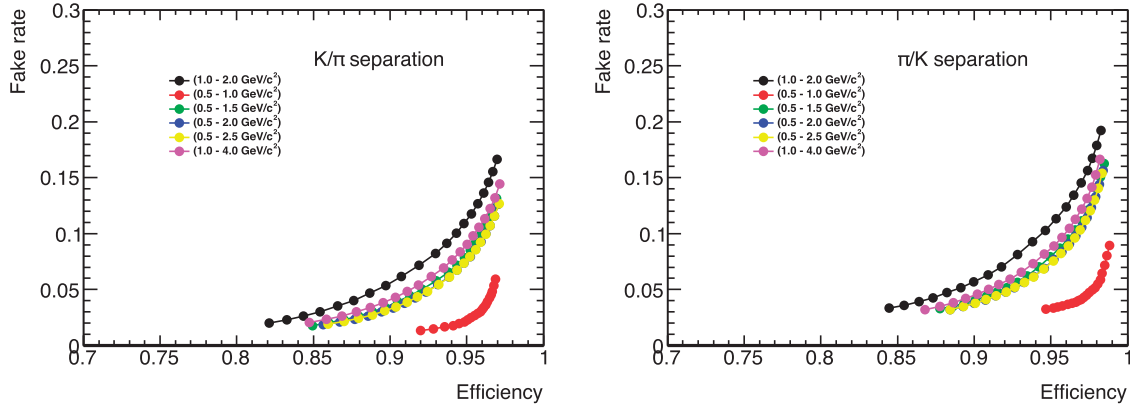 Fake rate
K/π separation
(1.0 - 2.0 GeV/c²)
(0.5 - 1.0 GeV/c²)
(0.5 - 1.5 GeV/c²)
(0.5 - 2.0 GeV/c²)
(0.5 - 2.5 GeV/c²)
(1.0 - 4.0 GeV/c²)
0.3
0.25
0.2
0.15
0.1
0.05
0
0.7 0.75 0.8 0.85 0.9 0.95 1
Efficiency
Fake rate
π/K separation
(1.0 - 2.0 GeV/c²)
(0.5 - 1.0 GeV/c²)
(0.5 - 1.5 GeV/c²)
(0.5 - 2.0 GeV/c²)
(0.5 - 2.5 GeV/c²)
(1.0 - 4.0 GeV/c²)
0.3
0.25
0.2
0.15
0.1
0.05
0
0.7 0.75 0.8 0.85 0.9 0.95 1
Efficiency